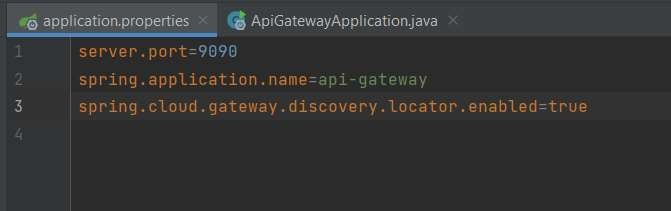 application.properties ApiGatewayApplication.java
1 server.port=9090
2 spring.application.name=api-gateway
3 spring.cloud.gateway.discovery.locator.enabled=true
4